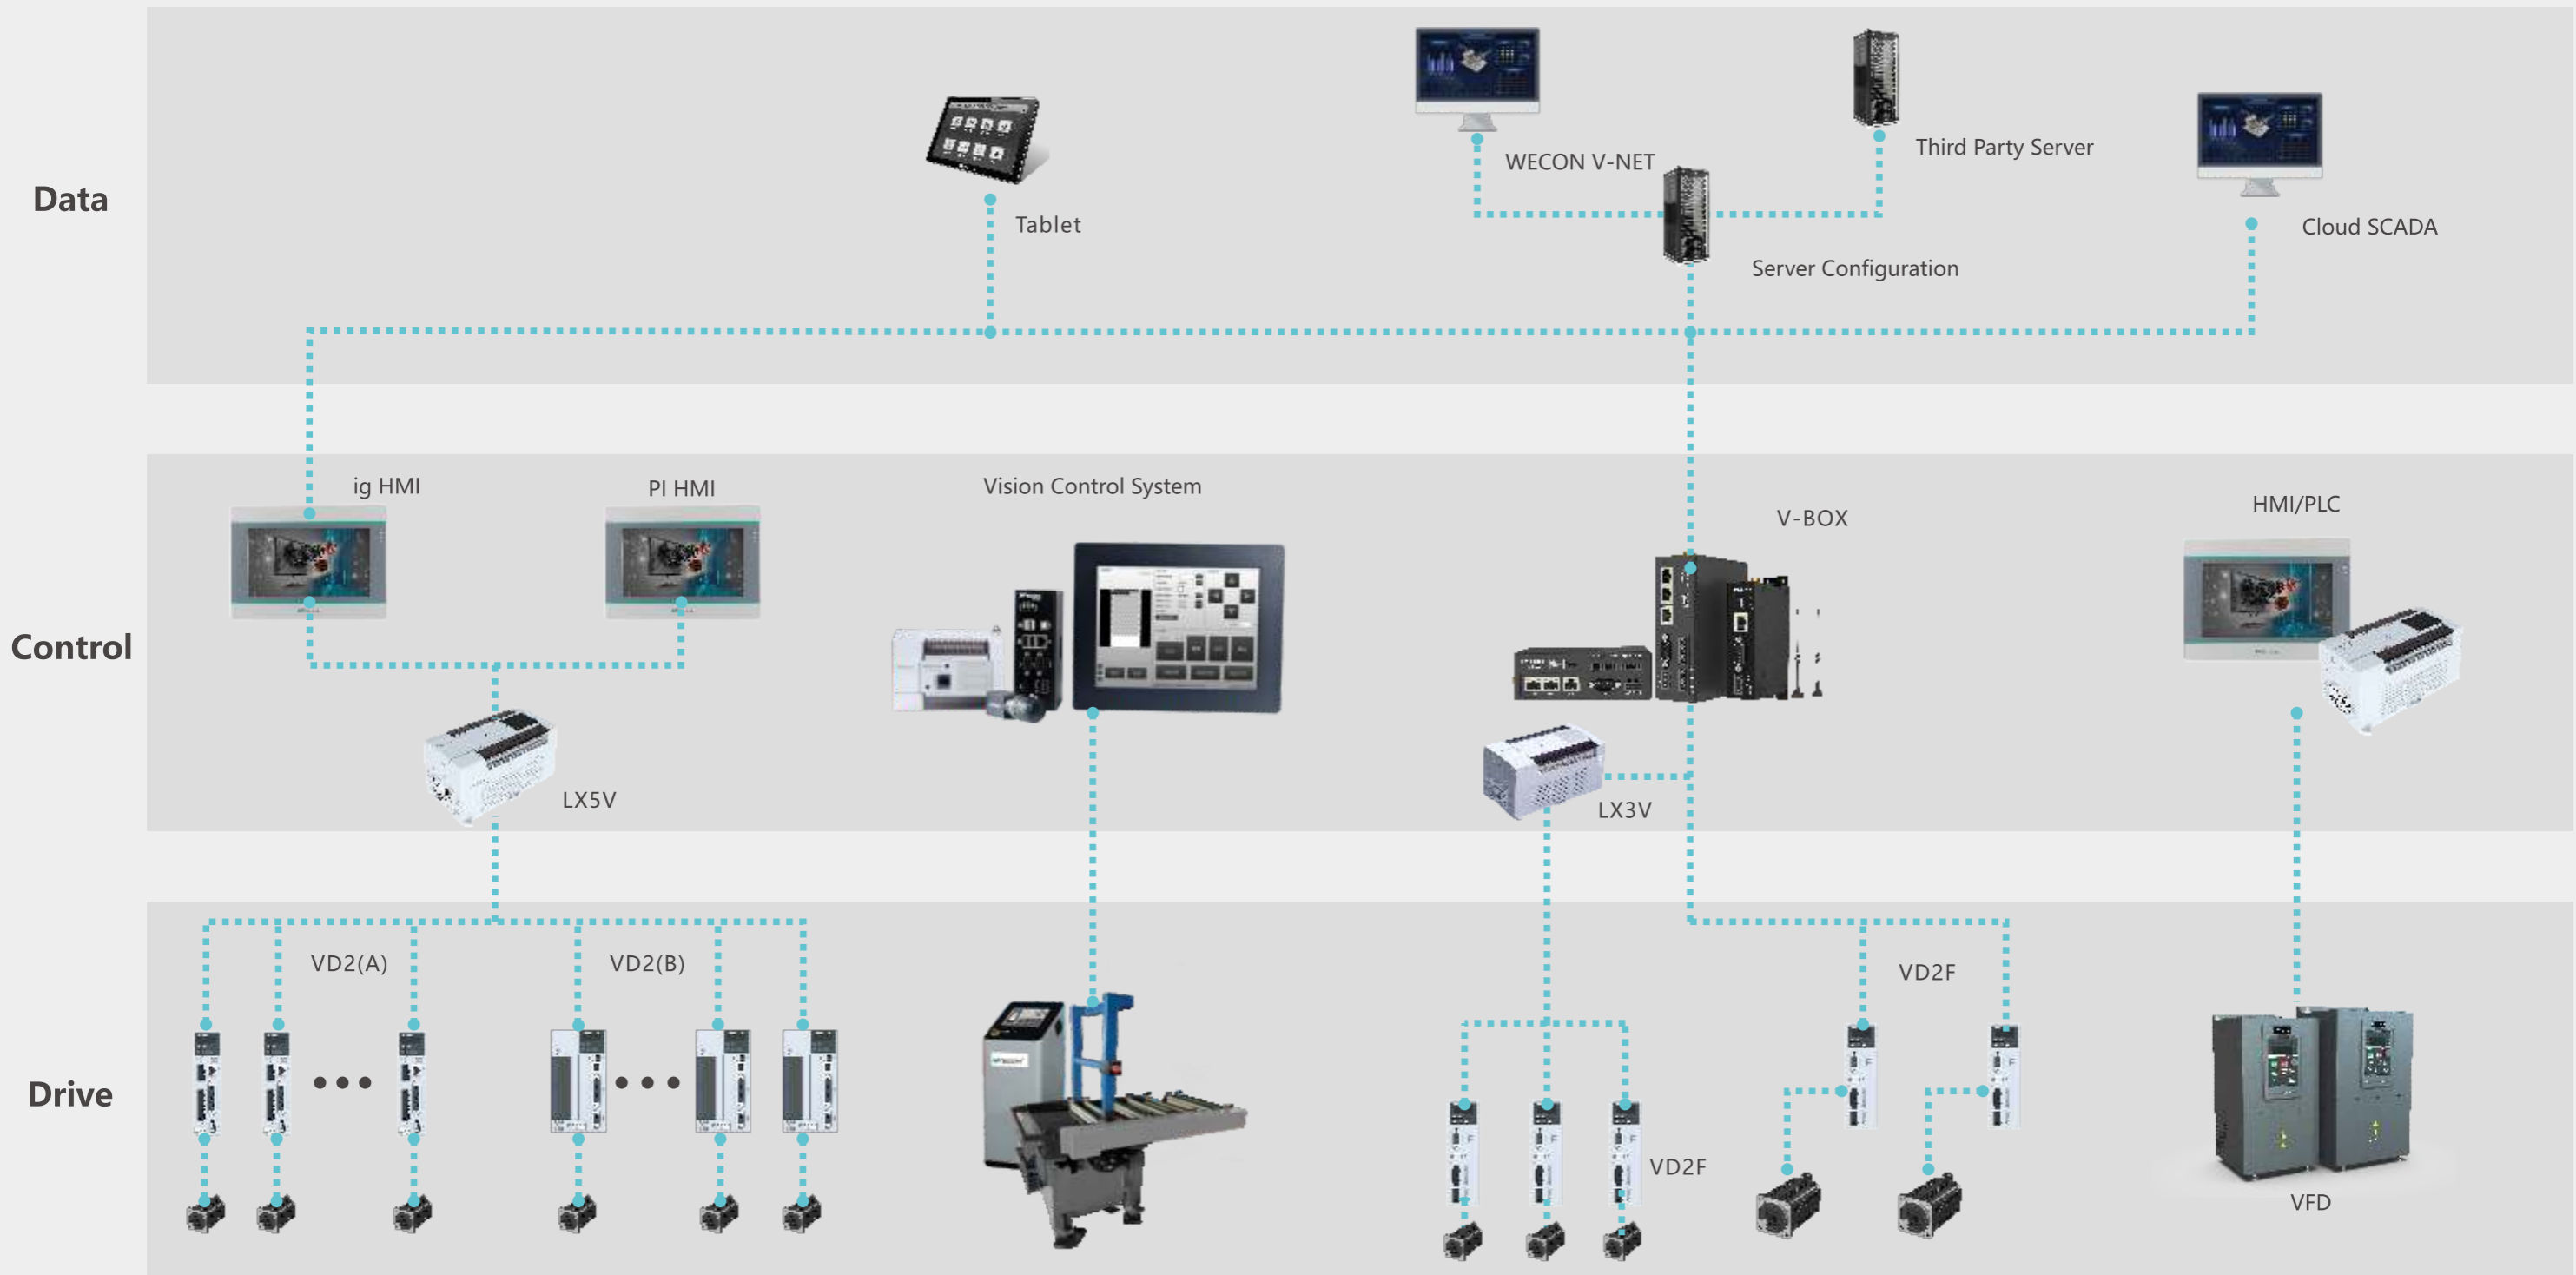 Data
WECON V-NET
Third Party Server
Tablet
Cloud SCADA
Server Configuration
Control
ig HMI
PI HMI
Vision Control System
V-BOX
HMI/PLC
LX5V
LX3V
Drive
VD2(A)
VD2(B)
VD2F
VD2F
VFD